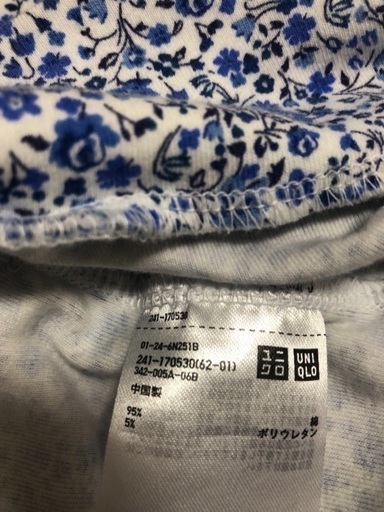 241-170530
01-24-6N251B
241-170530(62-01)
342-005A-06B
中国製
ユニクロ
UNIQLO
95% 綿
5% ポリウレタン